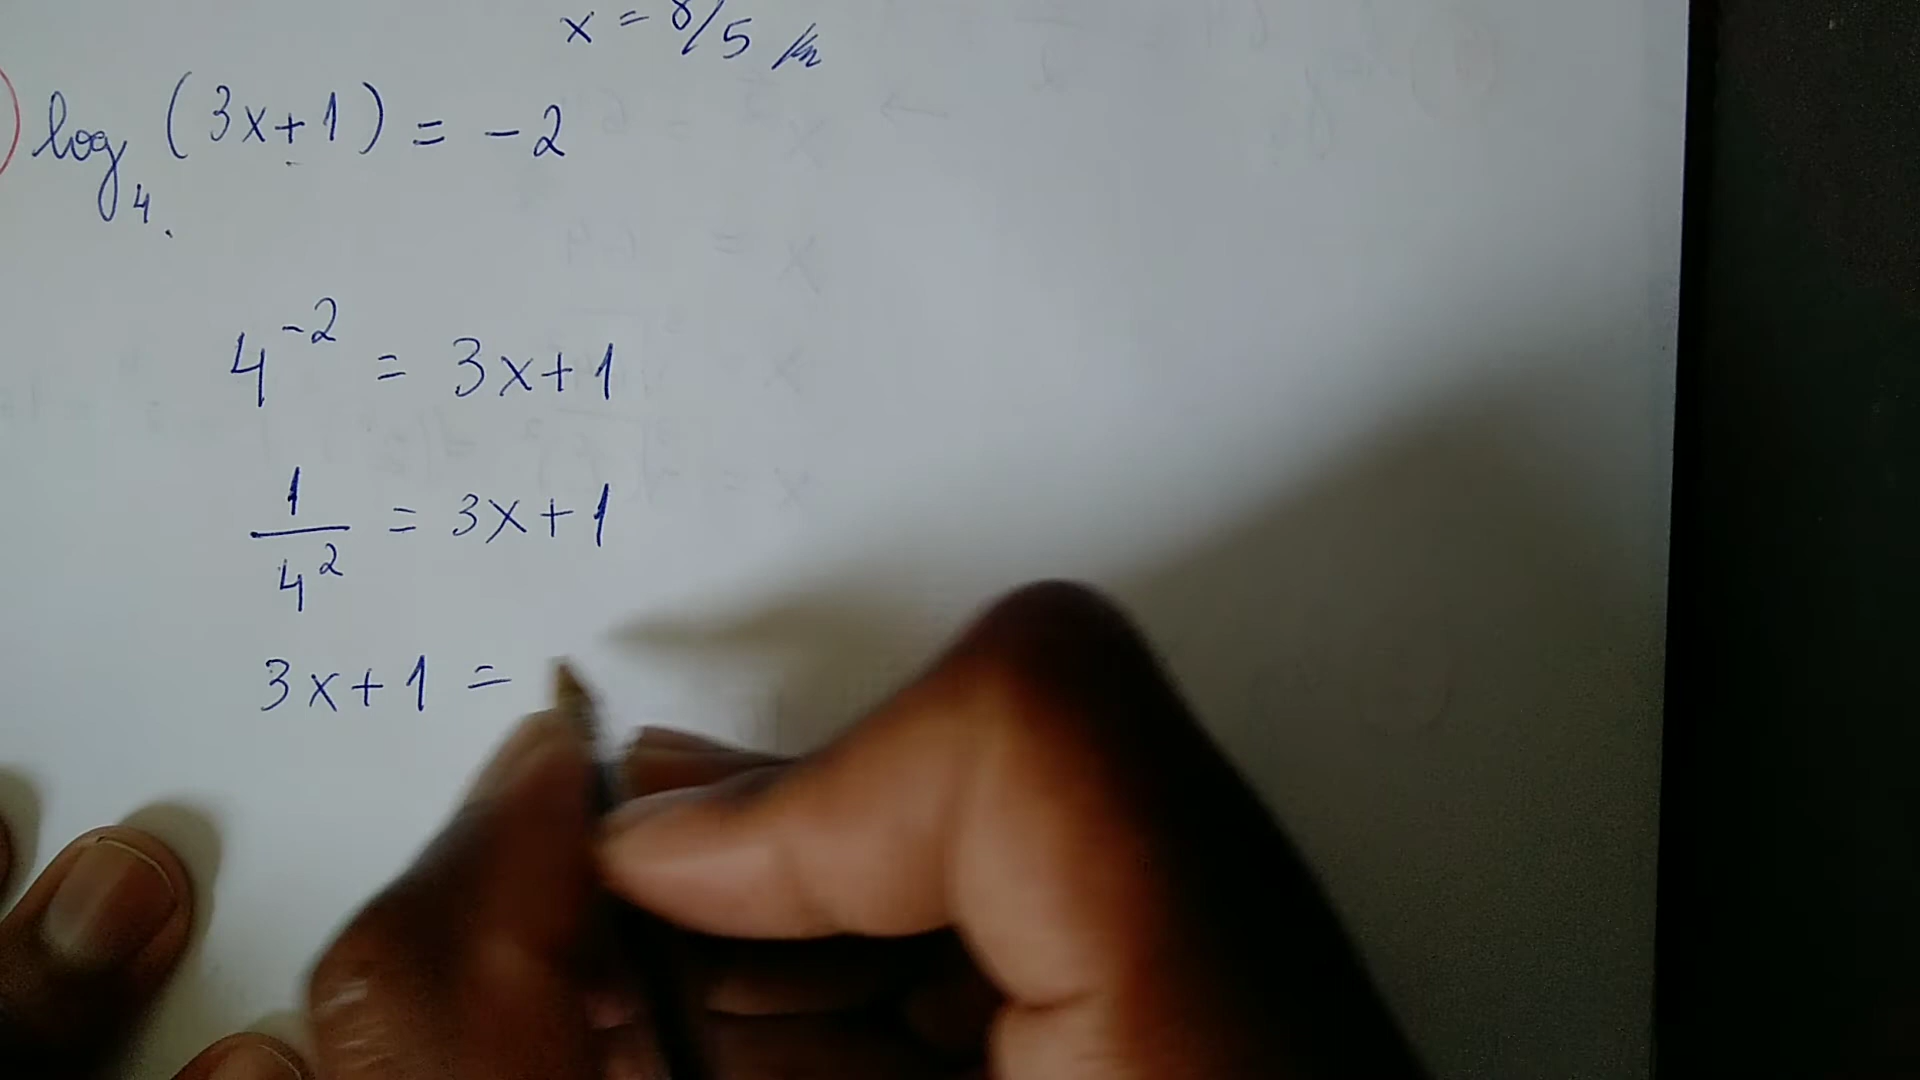 x = 8/5
log₄ (3x+1) = -2
4⁻² = 3x+1
1/4² = 3x+1
3x+1 =